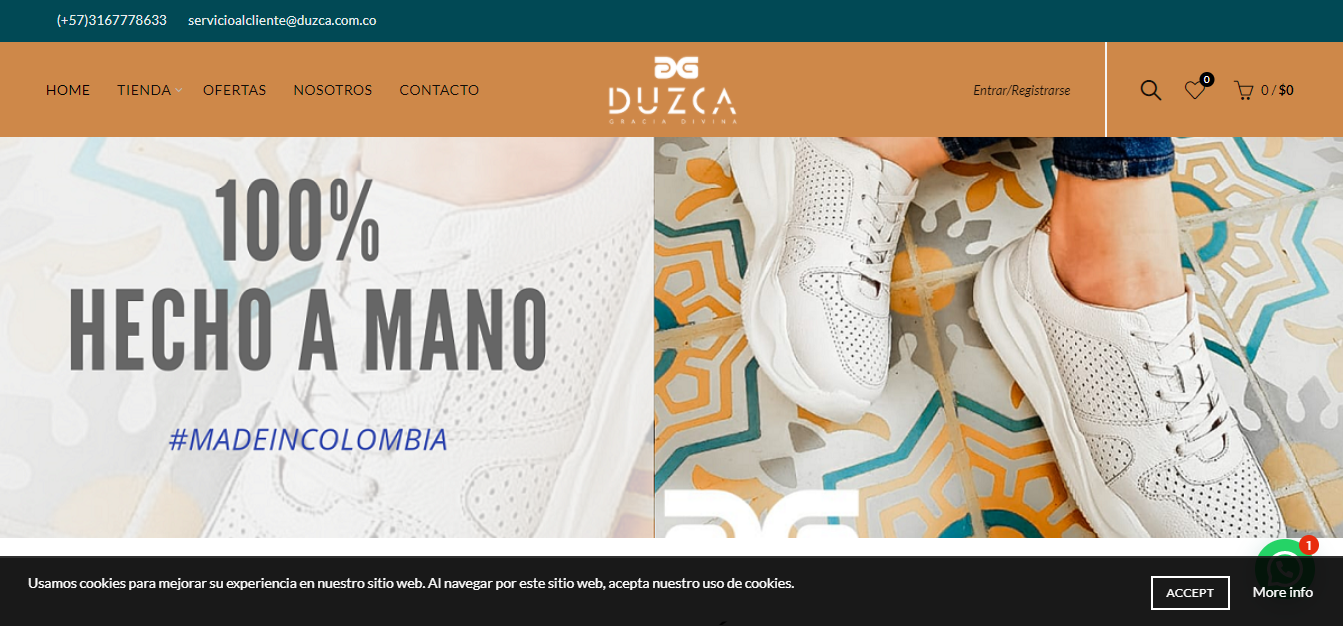 (+57)3167778633 servicioalcliente@duzca.com.co
HOME TIENDA OFERTAS NOSOTROS CONTACTO
DUZCA
GRACIA DIVINA
Entrar/Registrarse
0
0 / $0
100%
HECHO A MANO
#MADEINCOLOMBIA
1
Usamos cookies para mejorar su experiencia en nuestro sitio web. Al navegar por este sitio web, acepta nuestro uso de cookies.
ACCEPT
More info